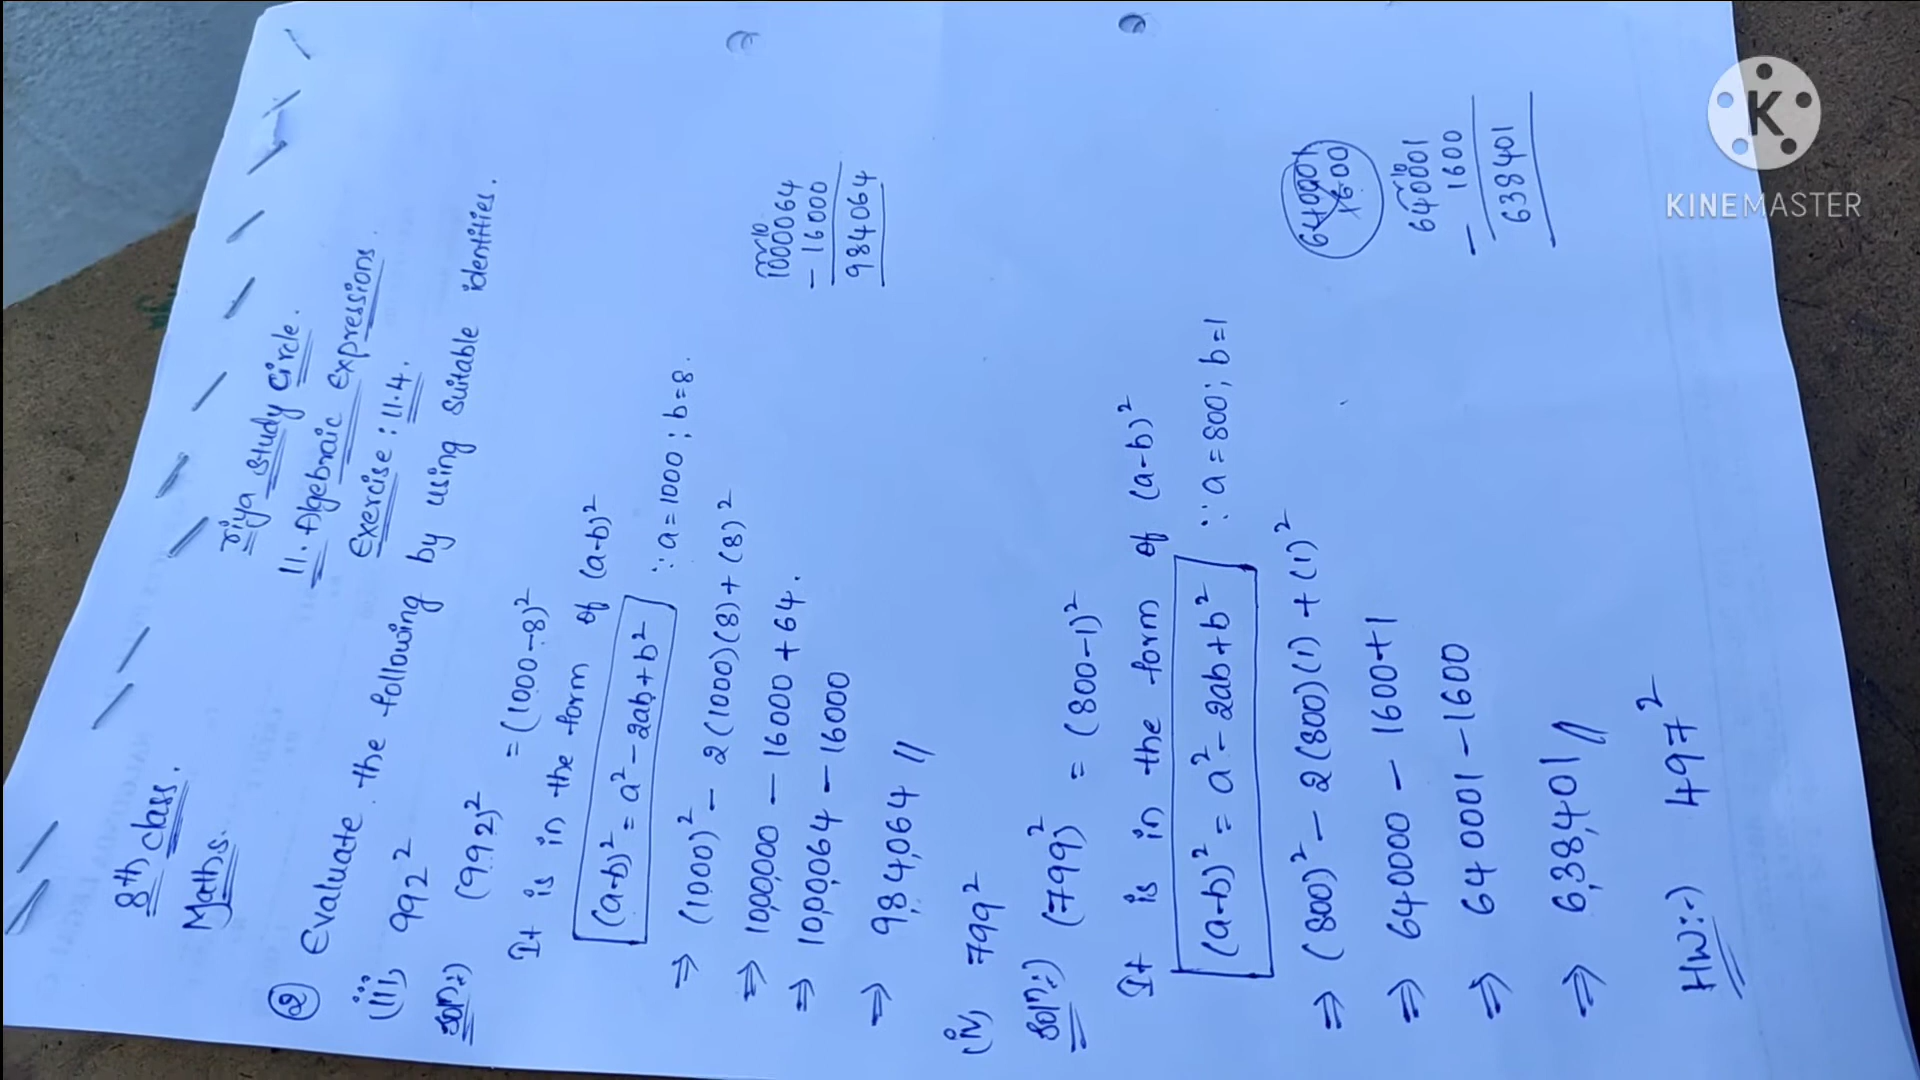 8th class.
Maths.
riya study circle.
11. Algebraic Expressions.
Exercise : 11.4.
② Evaluate the following by using suitable identities.
(iii) 992²
Soln:-) (992)² = (1000-8)²
It is in the form of (a-b)²
(a-b)² = a² - 2ab + b² ∵ a = 1000 ; b = 8.
⇒ (1000)² - 2(1000)(8) + (8)²
⇒ 10,00,000 - 16000 + 64.
⇒ 10,00,064 - 16000
⇒ 9,84,064 //
1000064
- 16000
984064
(iv) 799²
Soln:-) (799)² = (800-1)²
It is in the form of (a-b)²
(a-b)² = a² - 2ab + b² ∵ a = 800 ; b = 1
⇒ (800)² - 2(800)(1) + (1)²
⇒ 640000 - 1600 + 1
⇒ 640001 - 1600
⇒ 6,38,401 //
640001
- 1600
638401
HW:-) 497²
K
KINEMASTER